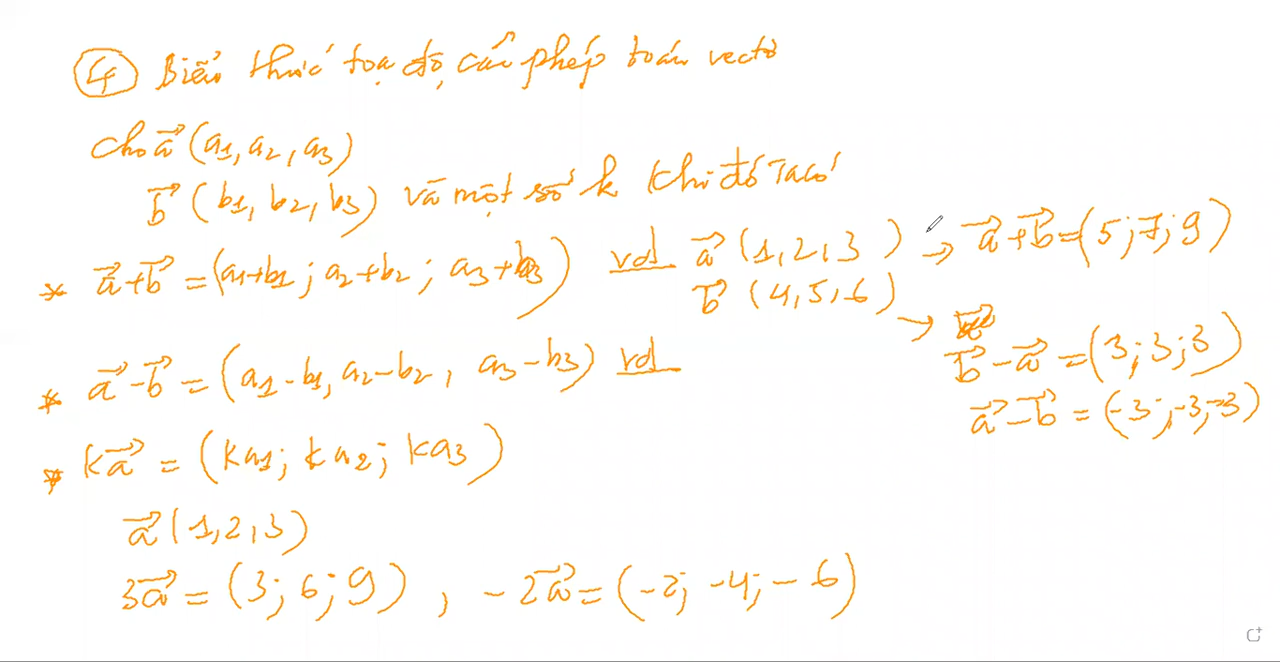 ④ Biểu thức tọa độ các phép toán vectơ
Cho a⃗ (a1, a2, a3)
b⃗ (b1, b2, b3) và một số k khi đó Ta có
* a⃗+b⃗ = (a1+b1; a2+b2; a3+b3) vd a⃗ (1, 2, 3) → a⃗+b⃗=(5;7;9)
b⃗ (4, 5, 6)
→ b⃗-a⃗ = (3;3;3)
* a⃗-b⃗ = (a1-b1, a2-b2, a3-b3) vd
a⃗-b⃗ = (-3;-3;-3)
* ka⃗ = (ka1; ka2; ka3)
a⃗ (1, 2, 3)
3a⃗ = (3; 6; 9), -2a⃗ = (-2; -4; -6)